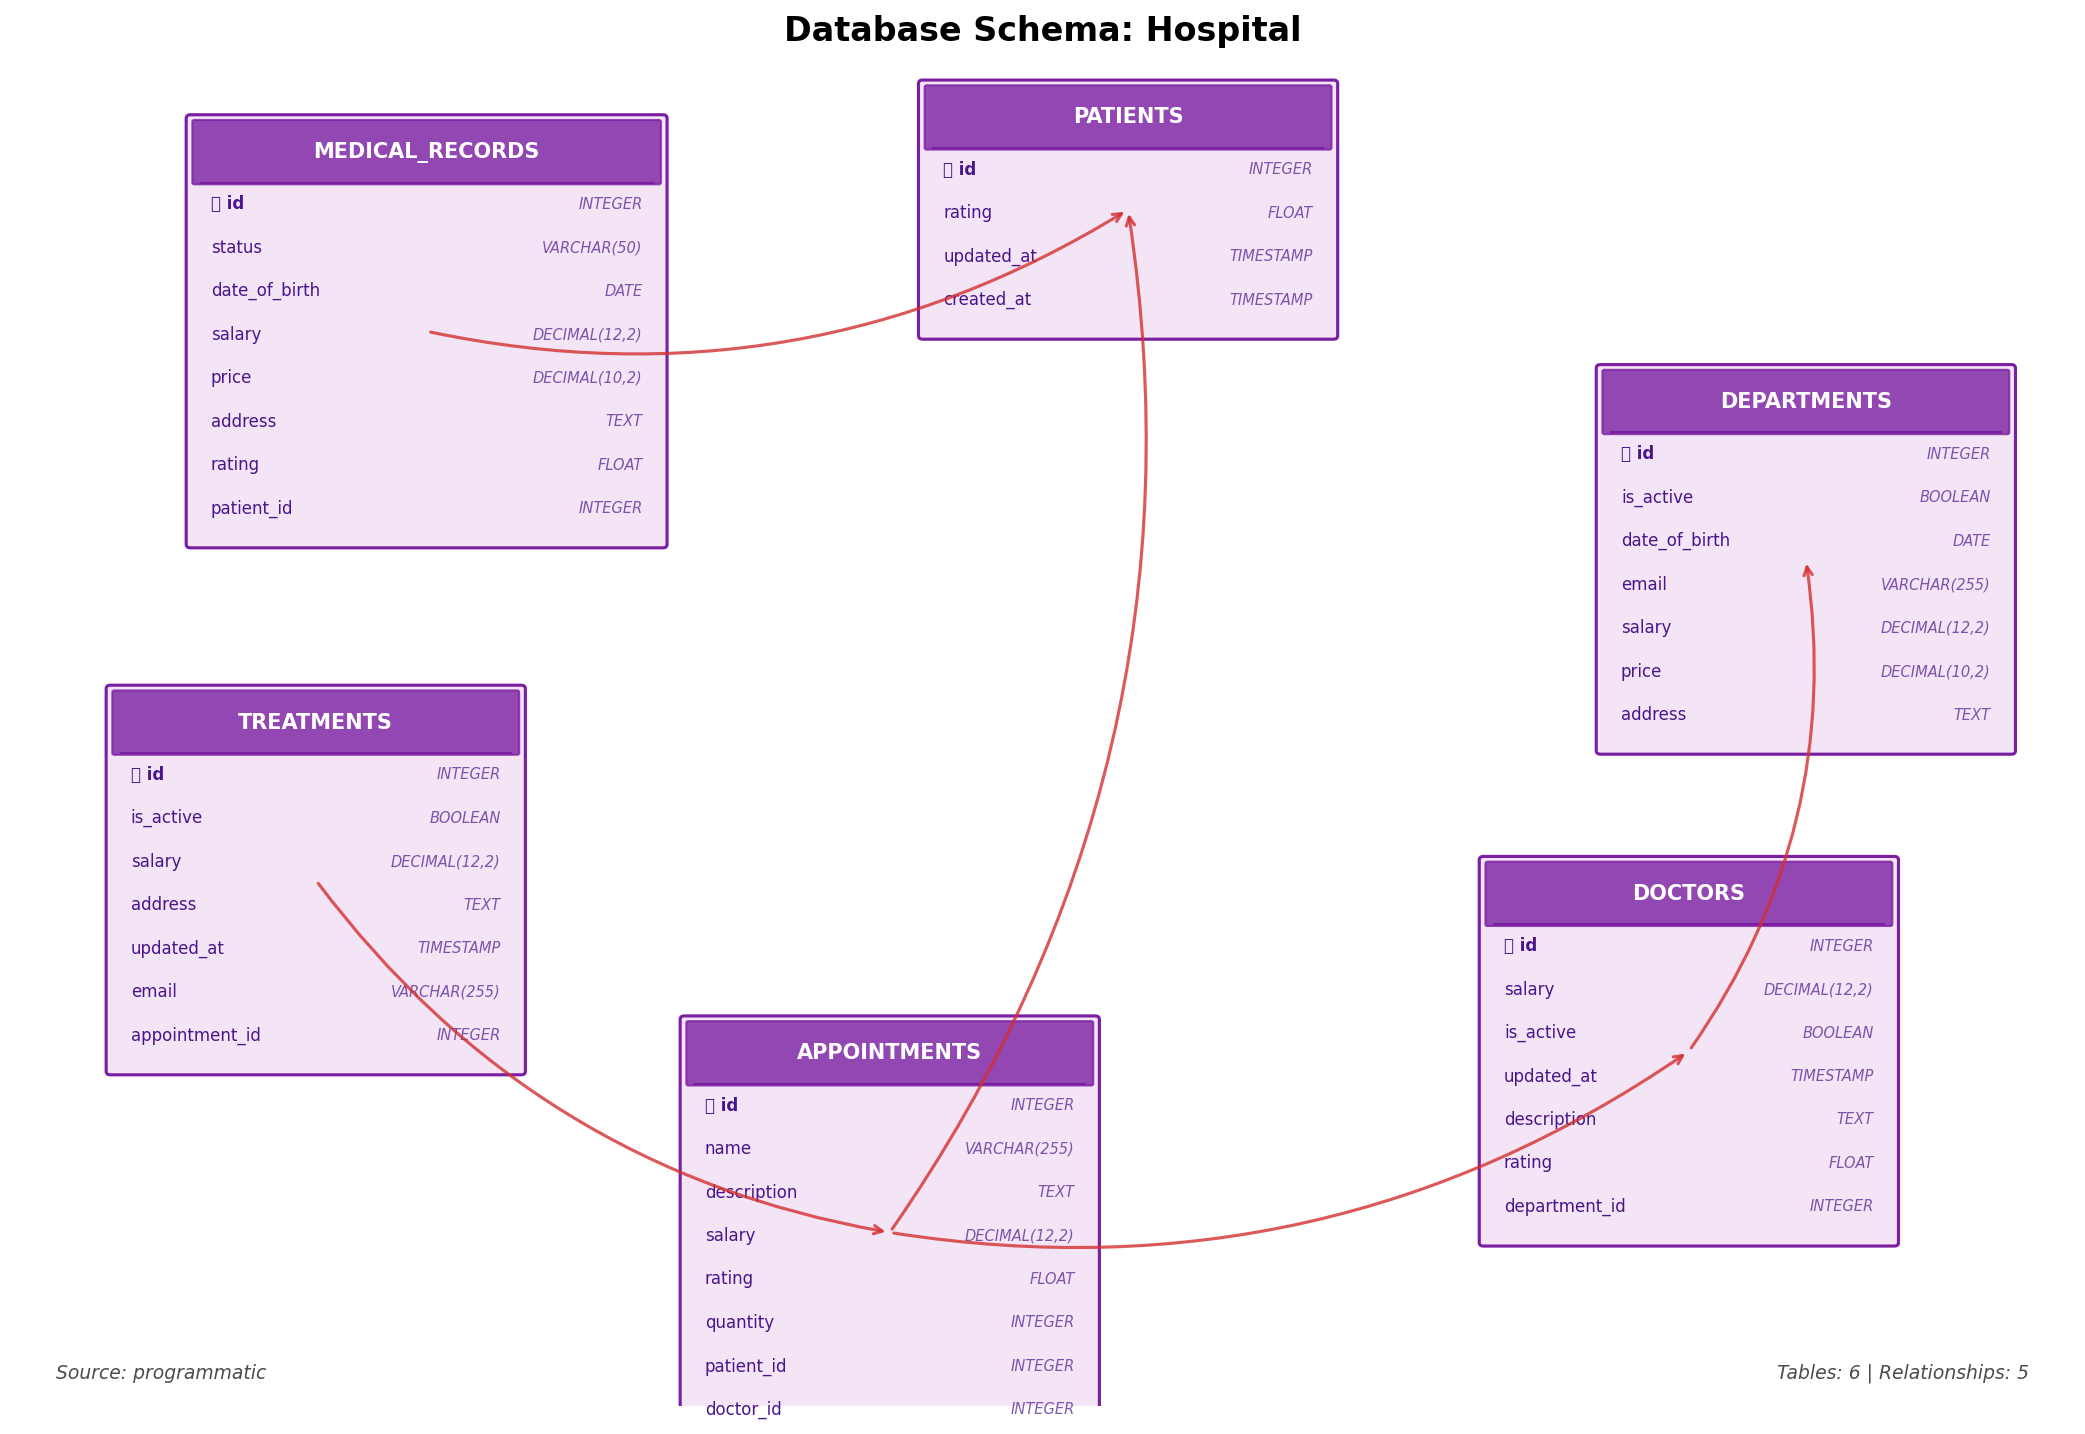 Database Schema: Hospital
MEDICAL_RECORDS
id INTEGER
status VARCHAR(50)
date_of_birth DATE
salary DECIMAL(12,2)
price DECIMAL(10,2)
address TEXT
rating FLOAT
patient_id INTEGER
PATIENTS
id INTEGER
rating FLOAT
updated_at TIMESTAMP
created_at TIMESTAMP
DEPARTMENTS
id INTEGER
is_active BOOLEAN
date_of_birth DATE
email VARCHAR(255)
salary DECIMAL(12,2)
price DECIMAL(10,2)
address TEXT
TREATMENTS
id INTEGER
is_active BOOLEAN
salary DECIMAL(12,2)
address TEXT
updated_at TIMESTAMP
email VARCHAR(255)
appointment_id INTEGER
DOCTORS
id INTEGER
salary DECIMAL(12,2)
is_active BOOLEAN
updated_at TIMESTAMP
description TEXT
rating FLOAT
department_id INTEGER
APPOINTMENTS
id INTEGER
name VARCHAR(255)
description TEXT
salary DECIMAL(12,2)
rating FLOAT
quantity INTEGER
patient_id INTEGER
doctor_id INTEGER
Source: programmatic
Tables: 6 | Relationships: 5